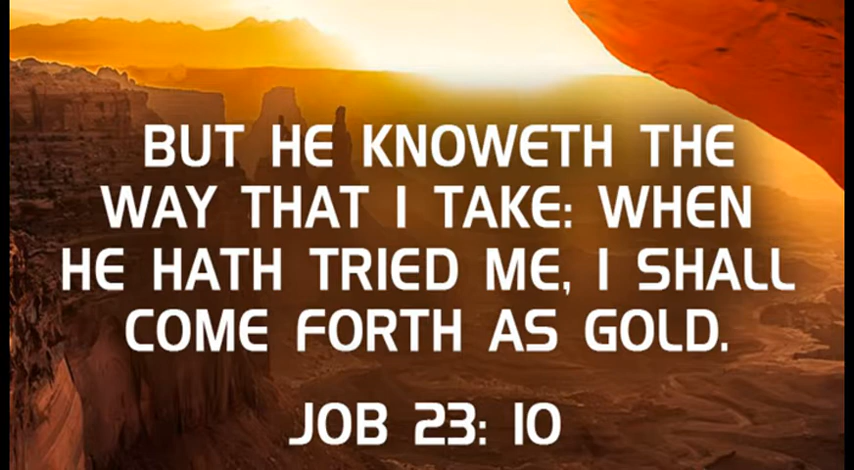 BUT HE KNOWETH THE
WAY THAT I TAKE: WHEN
HE HATH TRIED ME, I SHALL
COME FORTH AS GOLD.
JOB 23: 10